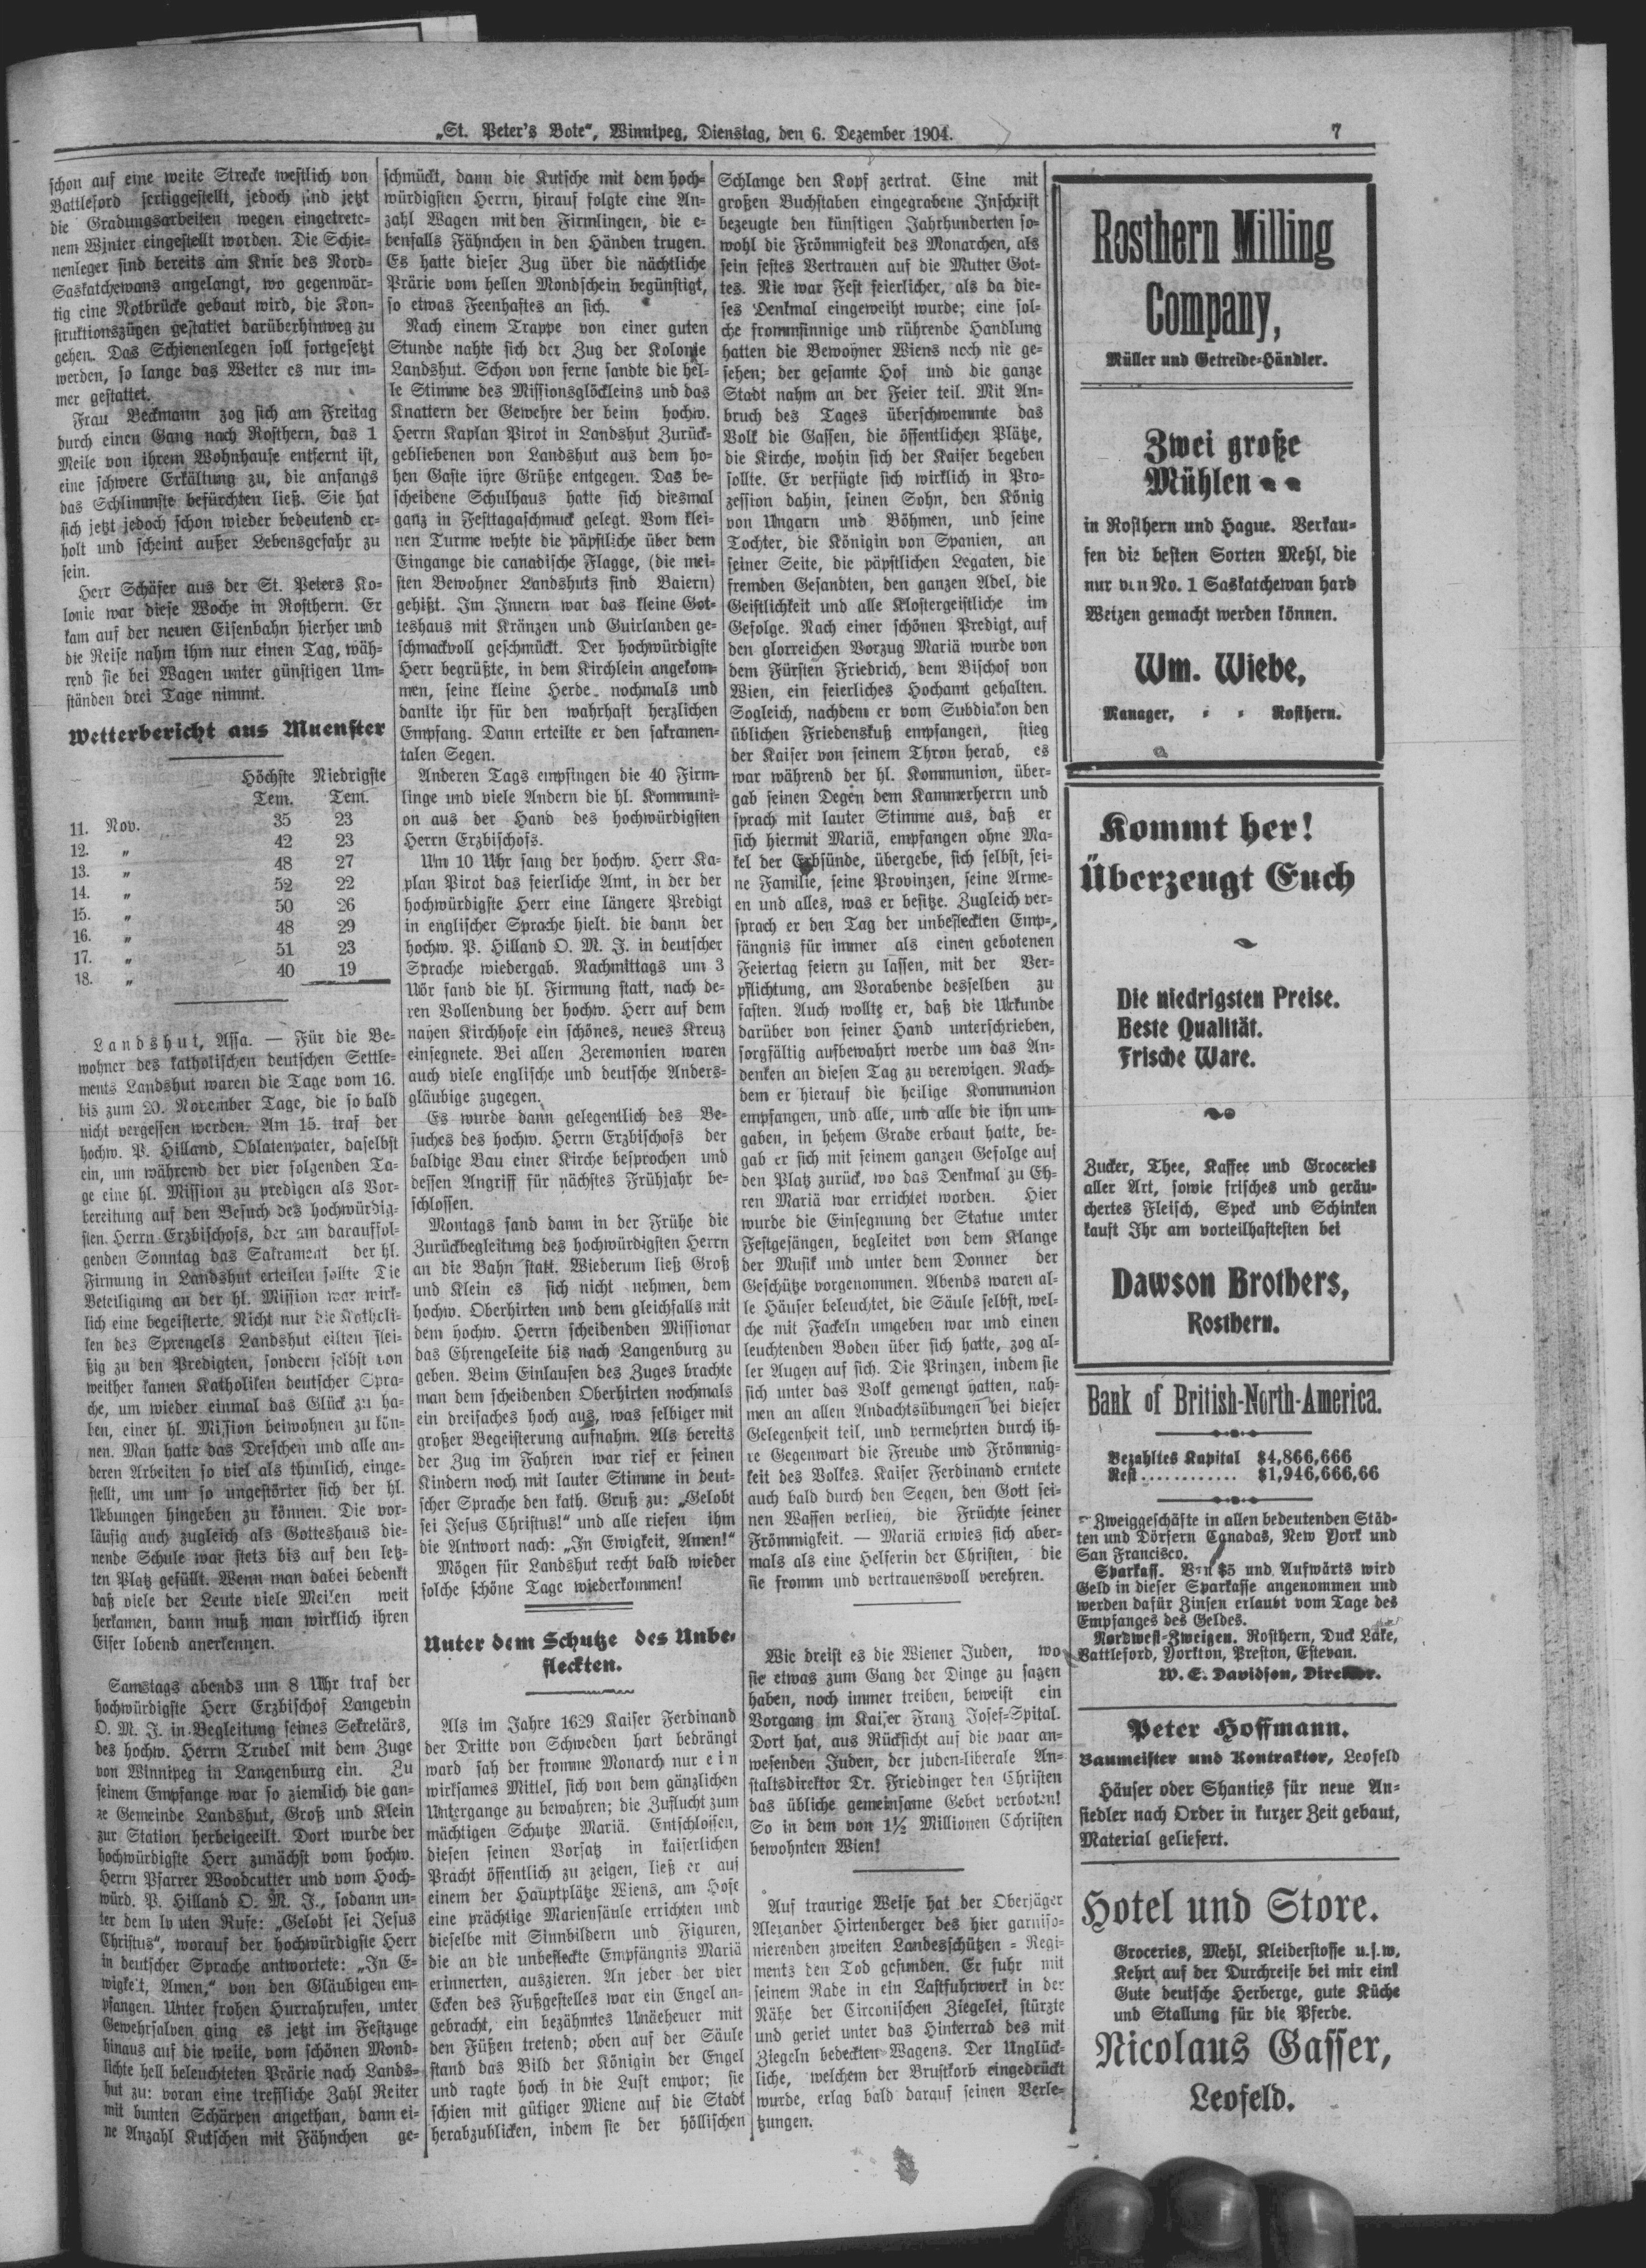 „St. Peter's Bote“, Winnipeg, Dienstag, den 6. Dezember 1904.
7
schon auf eine weite Strecke westlich von
Battleford fertiggestellt, jedoch sind jetzt
die Gradungsarbeiten wegen eingetrete-
nem Winter eingestellt worden. Die Schie-
nenleger sind bereits am Knie des Nord-
Saskatchewans angelangt, wo gegenwär-
tig eine Notbrücke gebaut wird, die Kon-
struktionszügen gestattet darüberhinweg zu
gehen. Das Schienenlegen soll fortgesetzt
werden, so lange das Wetter es nur im-
mer gestattet.
Frau Beckmann zog sich am Freitag
durch einen Gang nach Rosthern, das 1
Meile von ihrem Wohnhause entfernt ist,
eine schwere Erkältung zu, die anfangs
das Schlimmste befürchten ließ. Sie hat
sich jetzt jedoch schon wieder bedeutend er-
holt und scheint außer Lebensgefahr zu
sein.
Herr Schäfer aus der St. Peters Ko-
lonie war diese Woche in Rosthern. Er
kam auf der neuen Eisenbahn hierher und
die Reise nahm ihm nur einen Tag, wäh-
rend sie bei Wagen unter günstigen Um-
ständen drei Tage nimmt.
Wetterbericht aus Muenster
Höchste Niedrigste
Tem. Tem.
11. Nov. 35 23
12. „ 42 23
13. „ 48 27
14. „ 52 22
15. „ 50 26
16. „ 48 29
17. „ 51 23
18. „ 40 19
Landshut, Assa. — Für die Be-
wohner des katholischen deutschen Settle-
ments Landshut waren die Tage vom 16.
bis zum 20. November Tage, die so bald
nicht vergessen werden. Am 15. traf der
hochw. P. Hilland, Oblatenpater, daselbst
ein, um während der vier folgenden Ta-
ge eine hl. Mission zu predigen als Vor-
bereitung auf den Besuch des hochwürdig-
sten Herrn Erzbischofs, der am darauffol-
genden Sonntag das Sakrament der hl.
Firmung in Landshut erteilen sollte Die
Beteiligung an der hl. Mission war wirk-
lich eine begeisterte. Nicht nur die Katholi-
ken des Sprengels Landshut eilten flei-
ßig zu den Predigten, sondern selbst von
weither kamen Katholiken deutscher Spra-
che, um wieder einmal das Glück zu ha-
ben, einer hl. Mission beiwohnen zu kön-
nen. Man hatte das Dreschen und alle an-
deren Arbeiten so viel als thunlich, einge-
stellt, um um so ungestörter sich der hl.
Uebungen hingeben zu können. Die vor-
läufig auch zugleich als Gotteshaus die-
nende Schule war stets bis auf den letz-
ten Platz gefüllt. Wenn man dabei bedenkt
daß viele der Leute viele Meilen weit
herkamen, dann muß man wirklich ihren
Eifer lobend anerkennen.
Samstags abends um 8 Uhr traf der
hochwürdigste Herr Erzbischof Langevin
O. M. J. in Begleitung seines Sekretärs,
des hochw. Herrn Trudel mit dem Zuge
von Winnipeg in Langenburg ein. Zu
seinem Empfange war so ziemlich die gan-
ze Gemeinde Landshut, Groß und Klein
zur Station herbeigeeilt. Dort wurde der
hochwürdigste Herr zunächst vom hochw.
Herrn Pfarrer Woodcutter und vom Hoch-
würd. P. Hilland O. M. J., sodann un-
ter dem lauten Rufe: „Gelobt sei Jesus
Christus“, worauf der hochwürdigste Herr
in deutscher Sprache antwortete: „In E-
wigkeit, Amen,“ von den Gläubigen em-
pfangen. Unter frohen Hurrahrufen, unter
Gewehrsalven ging es jetzt im Festzuge
hinaus auf die weite, vom schönen Mond-
lichte hell beleuchteten Prärie nach Lands-
hut zu: voran eine treffliche Zahl Reiter
mit bunten Schärpen angethan, dann ei-
ne Anzahl Kutschen mit Fähnchen ge-
schmückt, dann die Kutsche mit dem hoch-
würdigsten Herrn, hirauf folgte eine An-
zahl Wagen mit den Firmlingen, die e-
benfalls Fähnchen in den Händen trugen.
Es hatte dieser Zug über die nächtliche
Prärie vom hellen Mondschein begünstigt,
so etwas Feenhaftes an sich.
Nach einem Trappe von einer guten
Stunde nahte sich der Zug der Kolonie
Landshut. Schon von ferne sandte die hel-
le Stimme des Missionsglöckleins und das
Knattern der Gewehre der beim hochw.
Herrn Kaplan Pirot in Landshut Zurück-
gebliebenen von Landshut aus dem ho-
hen Gaste ihre Grüße entgegen. Das be-
scheidene Schulhaus hatte sich diesmal
ganz in Festtagaschmuck gelegt. Vom klei-
nen Turme wehte die päpstliche über dem
Eingange die canadische Flagge, (die mei-
sten Bewohner Landshuts sind Baiern)
gehißt. Im Innern war das kleine Got-
teshaus mit Kränzen und Guirlanden ge-
schmackvoll geschmückt. Der hochwürdigste
Herr begrüßte, in dem Kirchlein angekom-
men, seine kleine Herde nochmals und
dankte ihr für den wahrhaft herzlichen
Empfang. Dann erteilte er den sakramen-
talen Segen.
Anderen Tags empfingen die 40 Firm-
linge und viele Andern die hl. Kommuni-
on aus der Hand des hochwürdigsten
Herrn Erzbischofs.
Um 10 Uhr sang der hochw. Herr Ka-
plan Pirot das feierliche Amt, in der der
hochwürdigste Herr eine längere Predigt
in englischer Sprache hielt. die dann der
hochw. P. Hilland O. M. J. in deutscher
Sprache wiedergab. Nachmittags um 3
Uör fand die hl. Firmung statt, nach de-
ren Vollendung der hochw. Herr auf dem
nahen Kirchhofe ein schönes, neues Kreuz
einsegnete. Bei allen Zeremonien waren
auch viele englische und deutsche Anders-
gläubige zugegen.
Es wurde dann gelegentlich des Be-
suches des hochw. Herrn Erzbischofs der
baldige Bau einer Kirche besprochen und
dessen Angriff für nächstes Frühjahr be-
schlossen.
Montags fand dann in der Frühe die
Zurückbegleitung des hochwürdigsten Herrn
an die Bahn statt. Wiederum ließ Groß
und Klein es sich nicht nehmen, dem
hochw. Oberhirten und dem gleichfalls mit
dem hochw. Herrn scheidenden Missionar
das Ehrengeleite bis nach Langenburg zu
geben. Beim Einlaufen des Zuges brachte
man dem scheidenden Oberhirten nochmals
ein dreifaches hoch aus, was selbiger mit
großer Begeisterung aufnahm. Als bereits
der Zug im Fahren war rief er seinen
Kindern noch mit lauter Stimme in deut-
scher Sprache den kath. Gruß zu: „Gelobt
sei Jesus Christus!“ und alle riefen ihm
die Antwort nach: „In Ewigkeit, Amen!“
Mögen für Landshut recht bald wieder
solche schöne Tage wiederkommen!
Unter dem Schutze des Unbe-
fleckten.
Als im Jahre 1629 Kaiser Ferdinand
der Dritte von Schweden hart bedrängt
ward sah der fromme Monarch nur ein
wirksames Mittel, sich von dem gänzlichen
Untergange zu bewahren; die Zuflucht zum
mächtigen Schutze Mariä. Entschlossen,
diesen seinen Vorsatz in kaiserlichen
Pracht öffentlich zu zeigen, ließ er auf
einem der Hauptplätze Wiens, am Hofe
eine prächtige Mariensäule errichten und
dieselbe mit Sinnbildern und Figuren,
die an die unbefleckte Empfängnis Mariä
erinnerten, auszieren. An jeder der vier
Ecken des Fußgestelles war ein Engel an-
gebracht, ein bezähmtes Unäeheuer mit
den Füßen tretend; oben auf der Säule
stand das Bild der Königin der Engel
und ragte hoch in die Luft empor; sie
schien mit gütiger Miene auf die Stadt
herabzublicken, indem sie der höllischen
Schlange den Kopf zertrat. Eine mit
großen Buchstaben eingegrabene Inschrift
bezeugte den künftigen Jahrhunderten so-
wohl die Frömmigkeit des Monarchen, als
sein festes Vertrauen auf die Mutter Got-
tes. Nie war Fest feierlicher, als da die-
ses Denkmal eingeweiht wurde; eine sol-
che frommsinnige und rührende Handlung
hatten die Bewohner Wiens noch nie ge-
sehen; der gesamte Hof und die ganze
Stadt nahm an der Feier teil. Mit An-
bruch des Tages überschwemmte das
Volk die Gassen, die öffentlichen Plätze,
die Kirche, wohin sich der Kaiser begeben
sollte. Er verfügte sich wirklich in Pro-
zession dahin, seinen Sohn, den König
von Ungarn und Böhmen, und seine
Tochter, die Königin von Spanien, an
seiner Seite, die päpstlichen Legaten, die
fremden Gesandten, den ganzen Adel, die
Geistlichkeit und alle Klostergeistliche im
Gefolge. Nach einer schönen Predigt, auf
den glorreichen Vorzug Mariä wurde von
dem Fürsten Friedrich, dem Bischof von
Wien, ein feierliches Hochamt gehalten.
Sogleich, nachdem er vom Subdiakon den
üblichen Friedenskuß empfangen, stieg
der Kaiser von seinem Thron herab, es
war während der hl. Kommunion, über-
gab seinen Degen dem Kammerherrn und
sprach mit lauter Stimme aus, daß er
sich hiermit Mariä, empfangen ohne Ma-
kel der Erbsünde, übergebe, sich selbst, sei-
ne Familie, seine Provinzen, seine Arme-
en und alles, was er besitze. Zugleich ver-
sprach er den Tag der unbefleckten Emp-
fängnis für immer als einen gebotenen
Feiertag feiern zu lassen, mit der Ver-
pflichtung, am Vorabende desselben zu
fasten. Auch wollte er, daß die Urkunde
darüber von seiner Hand unterschrieben,
sorgfältig aufbewahrt werde um das An-
denken an diesen Tag zu verewigen. Nach-
dem er hierauf die heilige Kommunion
empfangen, und alle, und alle die ihn um-
gaben, in hehem Grade erbaut hatte, be-
gab er sich mit seinem ganzen Gefolge auf
den Platz zurück, wo das Denkmal zu Eh-
ren Mariä war errichtet worden. Hier
wurde die Einsegnung der Statue unter
Festgesängen, begleitet von dem Klange
der Musik und unter dem Donner der
Geschütze vorgenommen. Abends waren al-
le Häuser beleuchtet, die Säule selbst, wel-
che mit Fackeln umgeben war und einen
leuchtenden Boden über sich hatte, zog al-
ler Augen auf sich. Die Prinzen, indem sie
sich unter das Volk gemengt hatten, nah-
men an allen Andachtsübungen bei dieser
Gelegenheit teil, und vermehrten durch ih-
re Gegenwart die Freude und Frömmig-
keit des Volkes. Kaiser Ferdinand erntete
auch bald durch den Segen, den Gott sei-
nen Waffen verlieh, die Früchte seiner
Frömmigkeit. — Mariä erwies sich aber-
mals als eine Helferin der Christen, die
sie fromm und vertrauensvoll verehren.
Wie dreist es die Wiener Juden, wo
sie etwas zum Gang der Dinge zu sagen
haben, noch immer treiben, beweist ein
Vorgang im Kaiser Franz Josef-Spital.
Dort hat, aus Rücksicht auf die paar an-
wesenden Juden, der juden-liberale An-
staltsdirektor Dr. Friedinger den Christen
das übliche gemeinsame Gebet verboten!
So in dem von 1½ Millionen Cchristen
bewohnten Wien!
Auf traurige Weise hat der Oberjäger
Alexander Hirtenberger des hier garniso-
nierenden zweiten Landesschützen-Regi-
ments den Tod gefunden. Er fuhr mit
seinem Rade in ein Lastfuhrwerk in der
Nähe der Circonischen Ziegelei, stürzte
und geriet unter das Hinterrad des mit
Ziegeln bedeckten Wagens. Der Unglück-
liche, welchem der Brustkorb eingedrückt
wurde, erlag bald darauf seinen Verle-
tzungen.
Rosthern Milling
Company,
Müller und Getreide-Händler.
Zwei große
Mühlen
in Rosthern und Hague. Verkau-
fen die besten Sorten Mehl, die
nur von No. 1 Saskatchewan hard
Weizen gemacht werden können.
Wm. Wiebe,
Manager, Rosthern.
Kommt her!
Überzeugt Euch
Die niedrigsten Preise.
Beste Qualität.
Frische Ware.
Zucker, Thee, Kaffee und Groceries
aller Art, sowie frisches und geräu-
chertes Fleisch, Speck und Schinken
kauft Ihr am vorteilhaftesten bei
Dawson Brothers,
Rosthern.
Bank of British-North-America.
Bezahltes Kapital $4,866,666
Rest............ $1,946,666,66
Zweiggeschäfte in allen bedeutenden Städ-
ten und Dörfern Canadas, New York und
San Francisco.
Sparkass. Von $5 und Aufwärts wird
Geld in dieser Sparkasse angenommen und
werden dafür Zinsen erlaubt vom Tage des
Empfanges des Geldes.
Nordwest-Zweigen. Rosthern, Duck Lake,
Battleford, Yorkton, Preston, Estevan.
W. E. Davidson, Direktor.
Peter Hoffmann.
Baumeister und Kontraktor, Leofeld
Häuser oder Shanties für neue An-
siedler nach Order in kurzer Zeit gebaut,
Material geliefert.
Hotel und Store.
Groceries, Mehl, Kleiderstoffe u.s.w.
Kehrt auf der Durchreise bei mir ein!
Gute deutsche Herberge, gute Küche
und Stallung für die Pferde.
Nicolaus Gasser,
Leofeld.